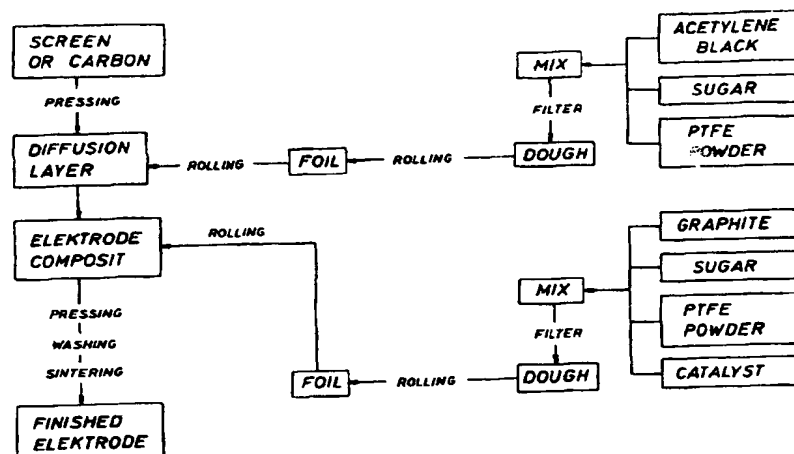 SCREEN
OR CARBON
PRESSING
DIFFUSION
LAYER
ROLLING
FOIL
ROLLING
DOUGH
FILTER
MIX
ACETYLENE
BLACK
SUGAR
PTFE
POWDER
ELEKTRODE
COMPOSIT
ROLLING
FOIL
ROLLING
DOUGH
FILTER
MIX
GRAPHITE
SUGAR
PTFE
POWDER
CATALYST
PRESSING
WASHING
SINTERING
FINISHED
ELEKTRODE